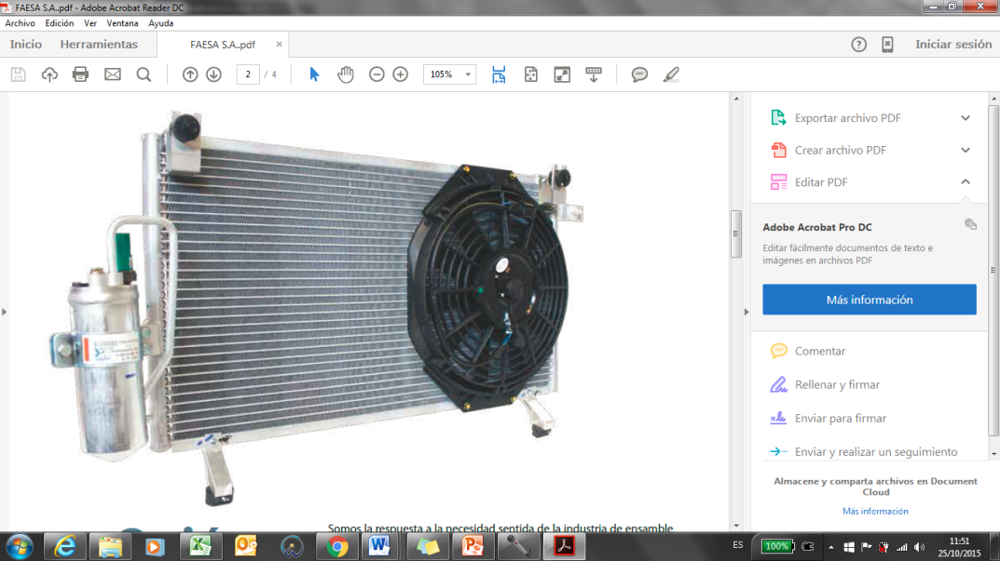 FAESA S.A..pdf - Adobe Acrobat Reader DC
Archivo Edición Ver Ventana Ayuda
Inicio Herramientas FAESA S.A..pdf × Iniciar sesión
2 / 4 105%
Exportar archivo PDF
Crear archivo PDF
Editar PDF
Adobe Acrobat Pro DC
Editar fácilmente documentos de texto e
imágenes en archivos PDF
Más información
Comentar
Rellenar y firmar
Enviar para firmar
Enviar y realizar un seguimiento
Almacene y comparta archivos en Document
Cloud
Más información
Somos la respuesta a la necesidad sentida de la industria de ensamble
ES 100% 11:51
25/10/2015